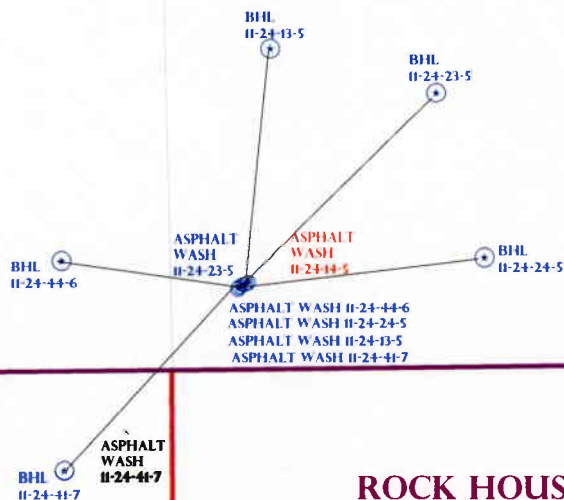 BHL
11-24-13-5
BHL
11-24-23-5
ASPHALT
WASH
11-24-23-5
ASPHALT
WASH
11-24-14-5
BHL
11-24-44-6
BHL
11-24-24-5
ASPHALT WASH 11-24-44-6
ASPHALT WASH 11-24-24-5
ASPHALT WASH 11-24-13-5
ASPHALT WASH 11-24-41-7
ASPHALT
WASH
11-24-41-7
BHL
11-24-41-7
ROCK HOUS